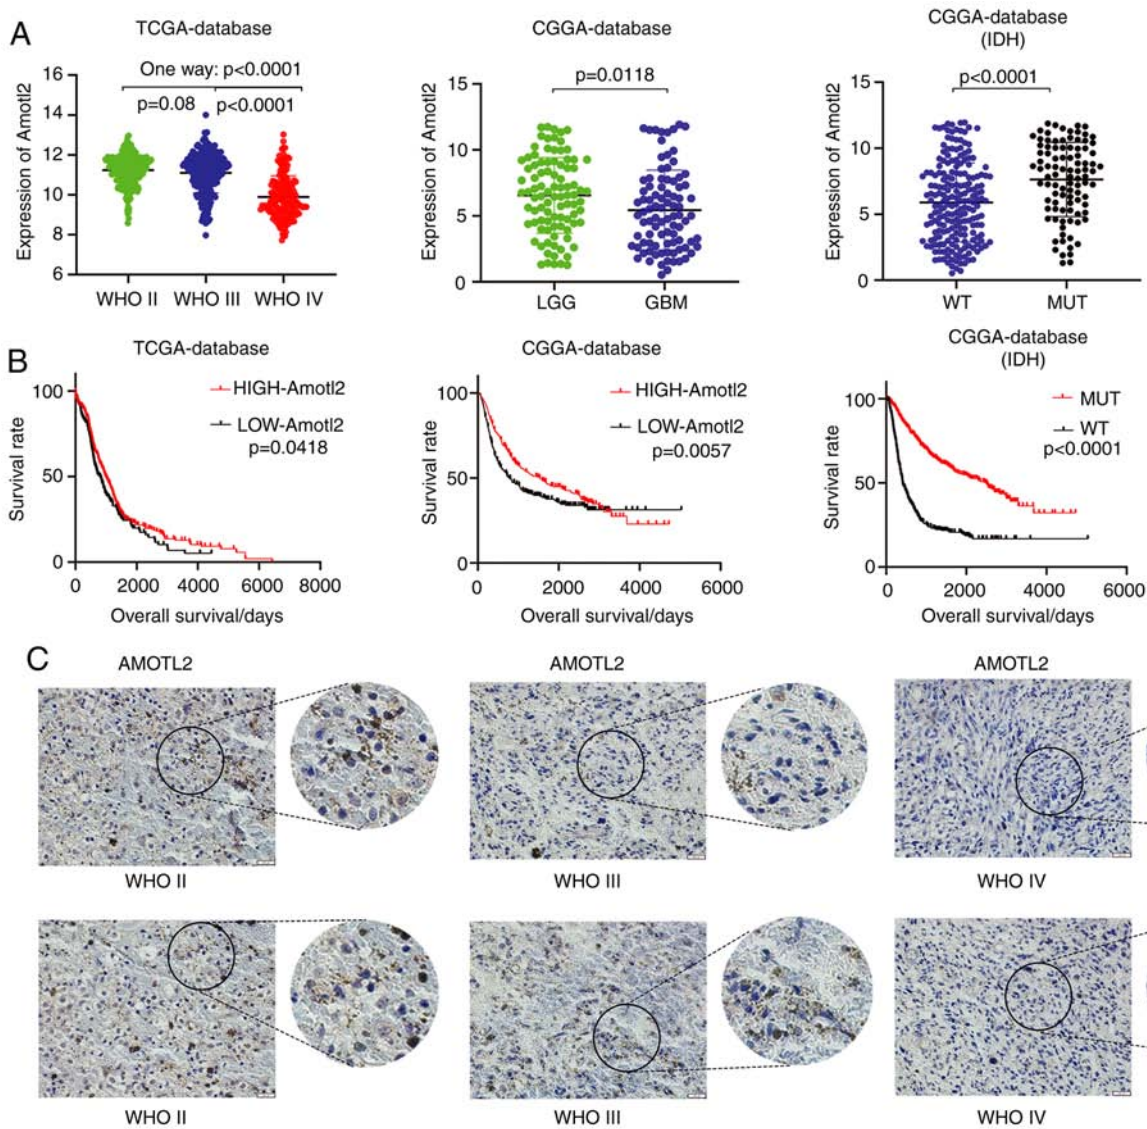 A
TCGA-database
One way: p<0.0001
p=0.08
p<0.0001
Expression of Amotl2
16
14
12
10
8
6
WHO II
WHO III
WHO IV
CGGA-database
p=0.0118
Expression of Amotl2
15
10
5
0
LGG
GBM
CGGA-database
(IDH)
p<0.0001
Expression of Amotl2
15
10
5
0
WT
MUT
B
TCGA-database
HIGH-Amotl2
LOW-Amotl2
p=0.0418
Survival rate
100
50
0
0 2000 4000 6000 8000
Overall survival/days
CGGA-database
HIGH-Amotl2
LOW-Amotl2
p=0.0057
Survival rate
100
50
0
0 2000 4000 6000
Overall survival/days
CGGA-database
(IDH)
MUT
WT
p<0.0001
Survival rate
100
50
0
0 2000 4000 6000
Overall survival/days
C
AMOTL2
AMOTL2
AMOTL2
WHO II
WHO III
WHO IV
WHO II
WHO III
WHO IV